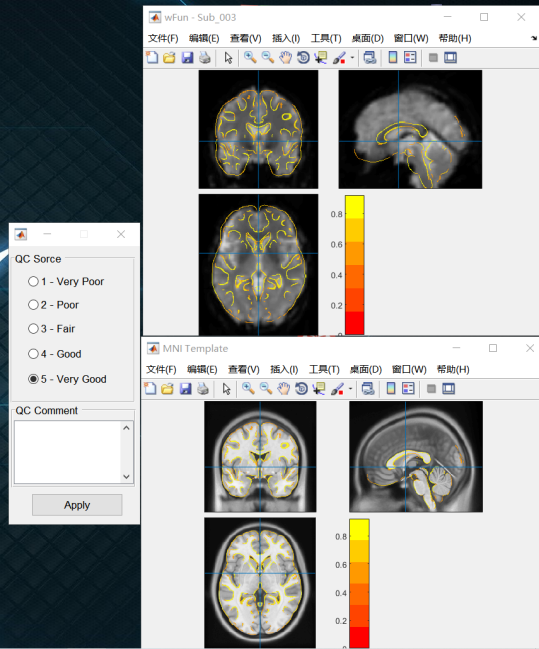 wFun - Sub_003
文件(F) 编辑(E) 查看(V) 插入(I) 工具(T) 桌面(D) 窗口(W) 帮助(H)
0.8
0.6
0.4
0.2
0
QC Sorce
1 - Very Poor
2 - Poor
3 - Fair
4 - Good
5 - Very Good
QC Comment
Apply
MNI Template
文件(F) 编辑(E) 查看(V) 插入(I) 工具(T) 桌面(D) 窗口(W) 帮助(H)
0.8
0.6
0.4
0.2
0